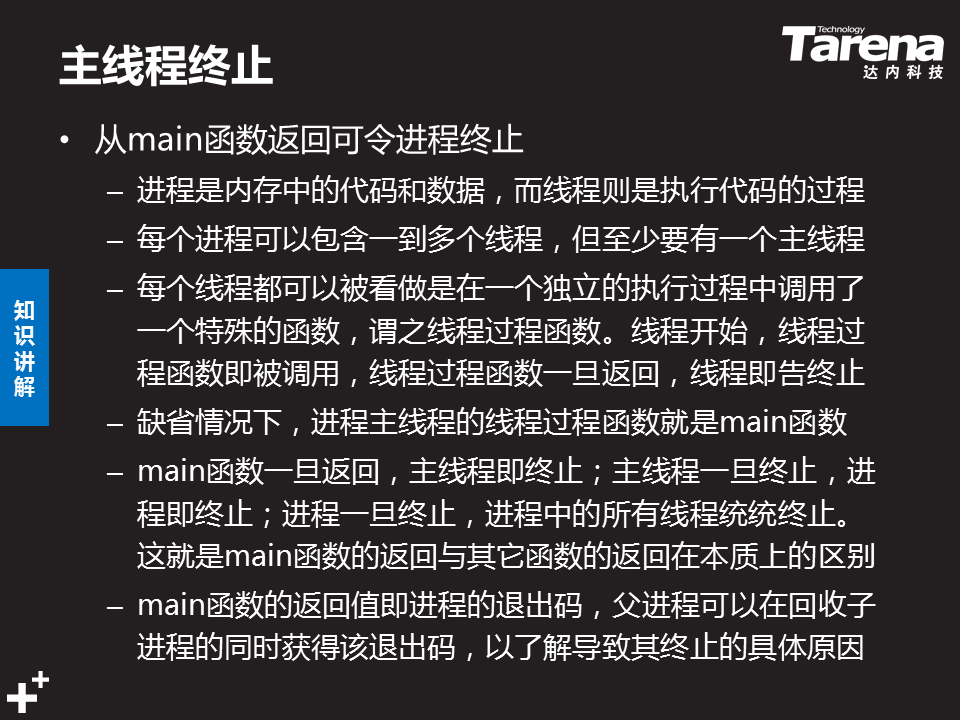 主线程终止
Technology
Tarena
达内科技
• 从main函数返回可令进程终止
– 进程是内存中的代码和数据，而线程则是执行代码的过程
– 每个进程可以包含一到多个线程，但至少要有一个主线程
– 每个线程都可以被看做是在一个独立的执行过程中调用了
一个特殊的函数，谓之线程过程函数。线程开始，线程过
程函数即被调用，线程过程函数一旦返回，线程即告终止
– 缺省情况下，进程主线程的线程过程函数就是main函数
– main函数一旦返回，主线程即终止；主线程一旦终止，进
程即终止；进程一旦终止，进程中的所有线程统统终止。
这就是main函数的返回与其它函数的返回在本质上的区别
– main函数的返回值即进程的退出码，父进程可以在回收子
进程的同时获得该退出码，以了解导致其终止的具体原因
知
识
讲
解